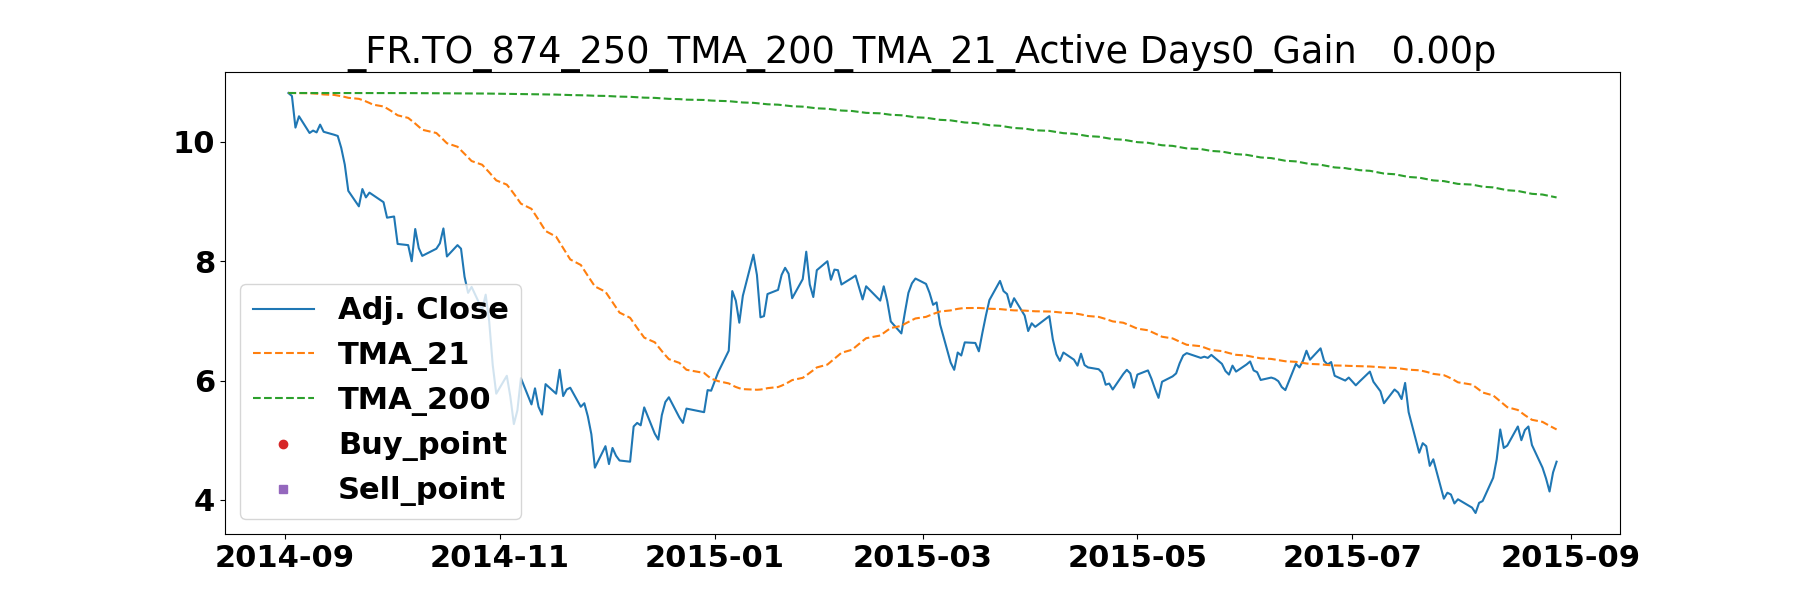 _FR.TO_874_250_TMA_200_TMA_21_Active Days0_Gain   0.00p
10
8
6
4
Adj. Close
TMA_21
TMA_200
Buy_point
Sell_point
2014-09 2014-11 2015-01 2015-03 2015-05 2015-07 2015-09